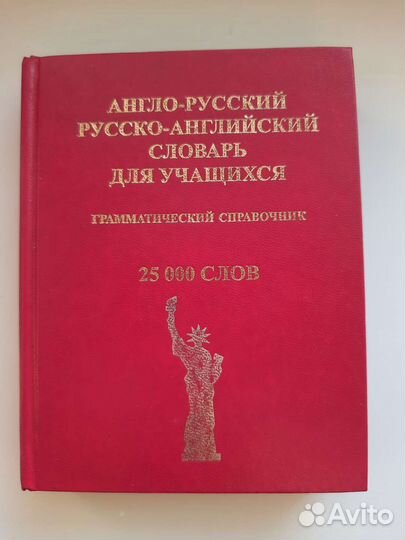 АНГЛО-РУССКИЙ
РУССКО-АНГЛИЙСКИЙ
СЛОВАРЬ
ДЛЯ УЧАЩИХСЯ
ГРАММАТИЧЕСКИЙ СПРАВОЧНИК
25 000 СЛОВ
Avito